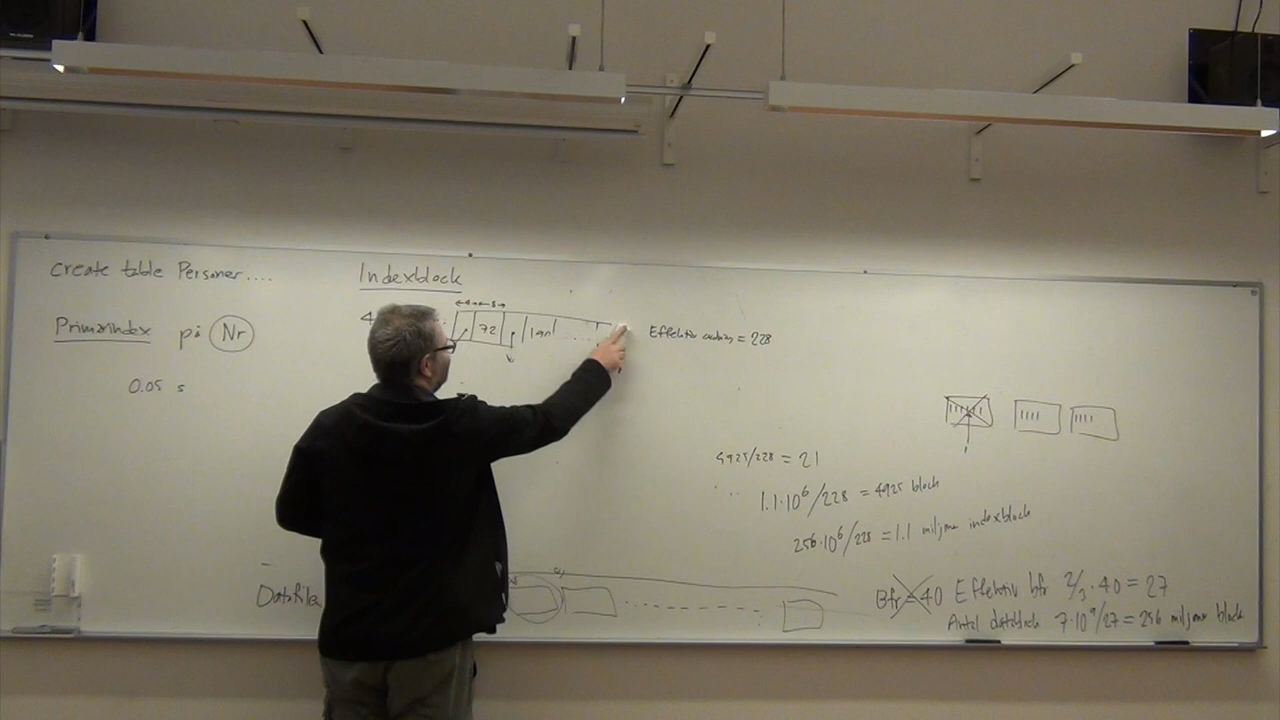 Create table Personer....
Primärindex på Nr
0.05 s
Indexblock
4
72
Effektiv = 228
4925/228 = 21
1.1·10⁶/228 = 4925 block
256·10⁶/228 = 1.1 miljoner indexblock
Datafilen
Bfr=40 Effektiv bfr 2/3·40 = 27
Antal datablock 7·10⁹/27 = 256 miljoner block